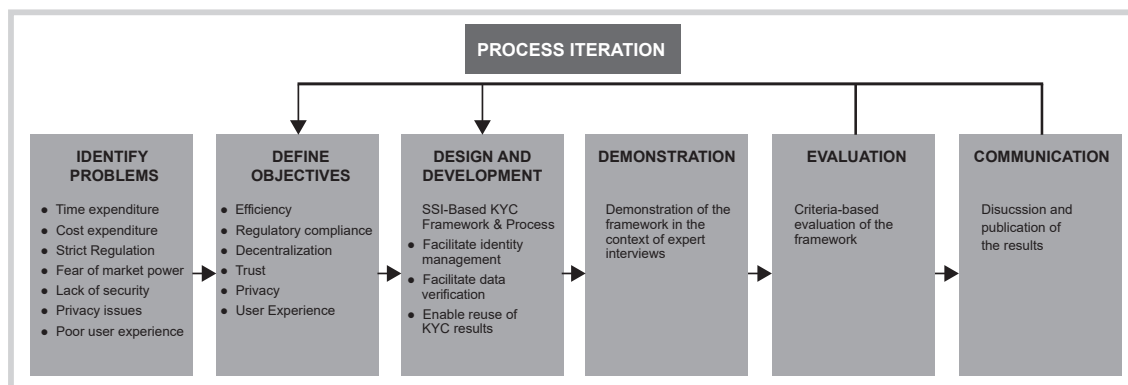 PROCESS ITERATION
IDENTIFY
PROBLEMS
● Time expenditure
● Cost expenditure
● Strict Regulation
● Fear of market power
● Lack of security
● Privacy issues
● Poor user experience
DEFINE
OBJECTIVES
● Efficiency
● Regulatory compliance
● Decentralization
● Trust
● Privacy
● User Experience
DESIGN AND
DEVELOPMENT
SSI-Based KYC
Framework & Process
● Facilitate identity
management
● Facilitate data
verification
● Enable reuse of
KYC results
DEMONSTRATION
Demonstration of the
framework in the
context of expert
interviews
EVALUATION
Criteria-based
evaluation of the
framework
COMMUNICATION
Disucssion and
publication of
the results